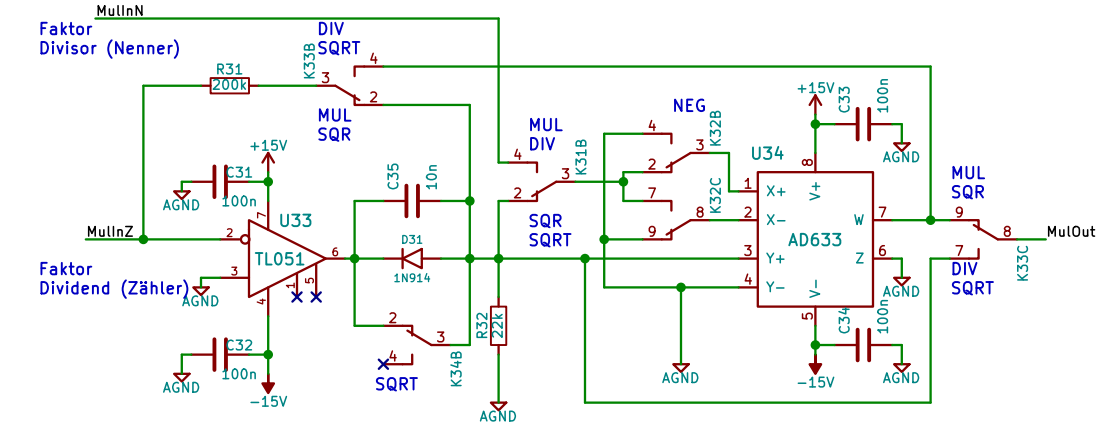 MulInN
Faktor
Divisor (Nenner)
DIV
SQRT
K33B
4
3
2
R31
200k
MUL
SQR
+15V
C31
100n
AGND
7
U33
MulInZ
2
6
TL051
3
AGND
4
1
5
Faktor
Dividend (Zähler)
C32
100n
AGND
-15V
C35
10n
D31
1N914
2
3
4
K34B
SQRT
R32
22k
AGND
MUL
DIV
4
K31B
3
2
SQR
SQRT
NEG
4
K32B
3
2
7
K32C
8
9
AGND
U34
+15V
C33
100n
AGND
8
V+
1
X+
2
X-
3
Y+
4
Y-
AD633
W
7
Z
6
AGND
V-
5
C34
100n
AGND
-15V
MUL
SQR
9
8
MulOut
7
K33C
DIV
SQRT